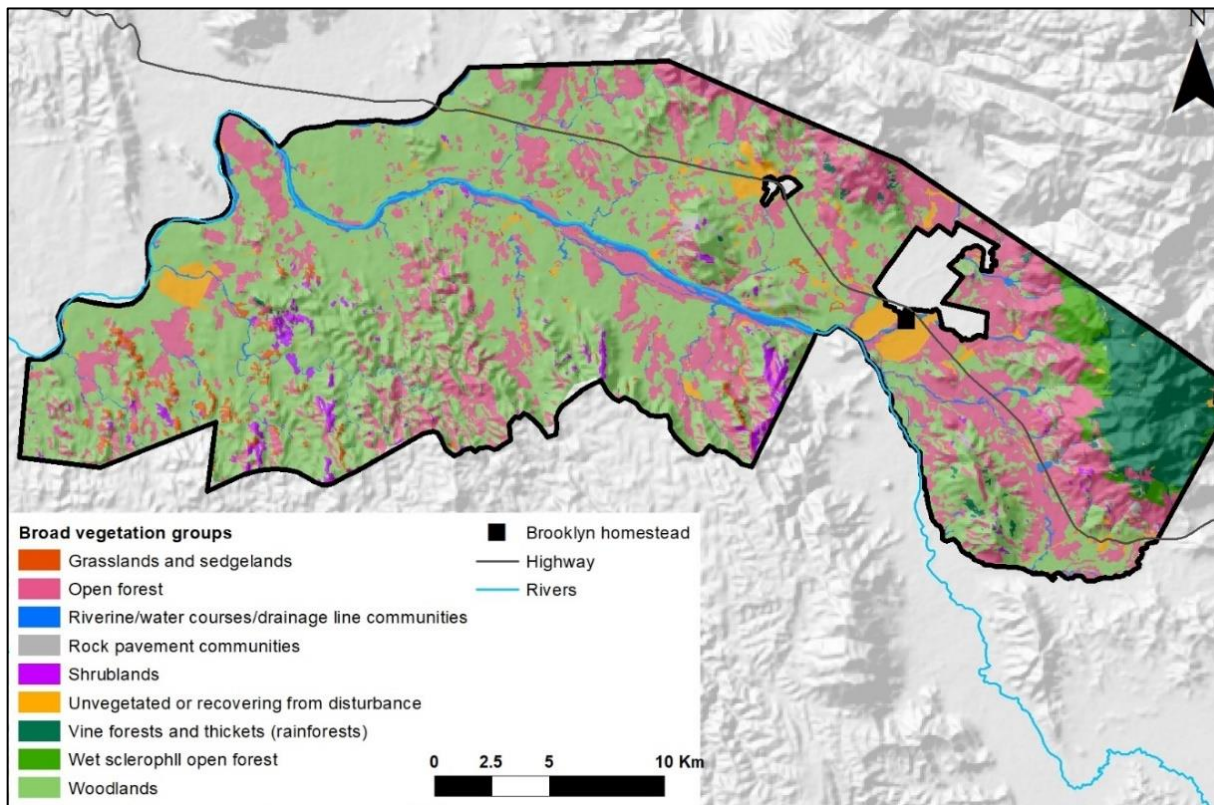 N
Broad vegetation groups
Grasslands and sedgelands
Open forest
Riverine/water courses/drainage line communities
Rock pavement communities
Shrublands
Unvegetated or recovering from disturbance
Vine forests and thickets (rainforests)
Wet sclerophll open forest
Woodlands
Brooklyn homestead
Highway
Rivers
0 2.5 5 10 Km